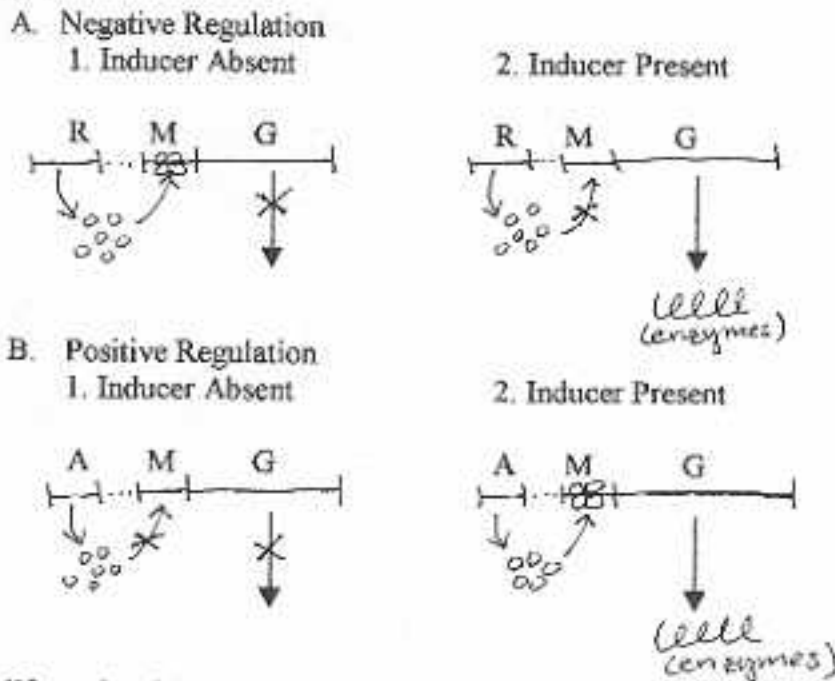 A. Negative Regulation
1. Inducer Absent
2. Inducer Present
R M G
R M G
(enzymes)
B. Positive Regulation
1. Inducer Absent
2. Inducer Present
A M G
A M G
(enzymes)